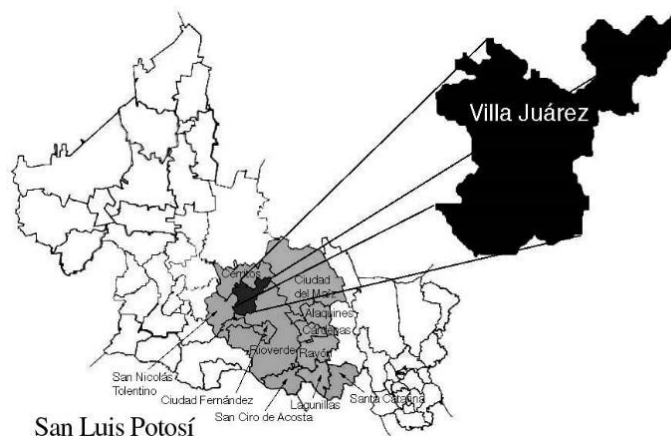 Villa Juárez
Cerritos
Ciudad
del Maíz
Alaquines
Cárdenas
Rioverde
Rayón
San Nicolás
Tolentino
Ciudad Fernández
San Ciro de Acosta
Lagunillas
Santa Catarina
San Luis Potosí